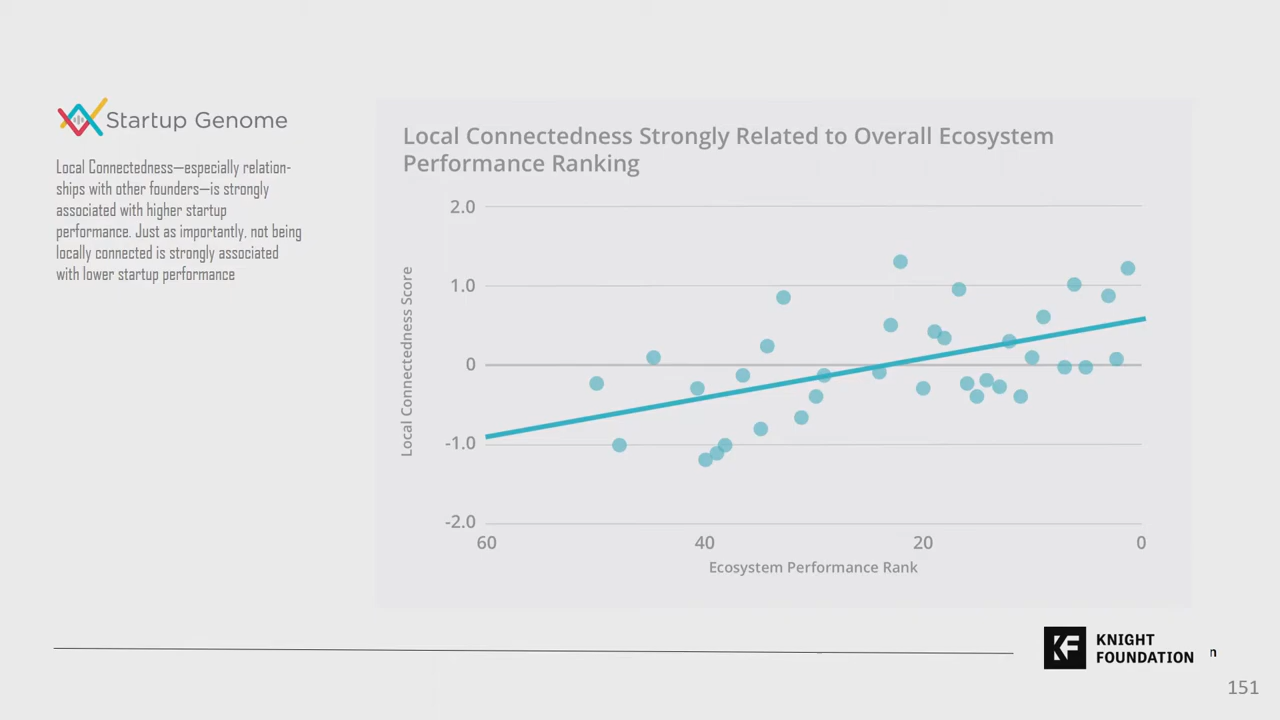 Startup Genome
Local Connectedness—especially relation-
ships with other founders—is strongly
associated with higher startup
performance. Just as importantly, not being
locally connected is strongly associated
with lower startup performance
Local Connectedness Strongly Related to Overall Ecosystem
Performance Ranking
Local Connectedness Score
2.0
1.0
0
-1.0
-2.0
60 40 20 0
Ecosystem Performance Rank
KF
KNIGHT
FOUNDATION n
151